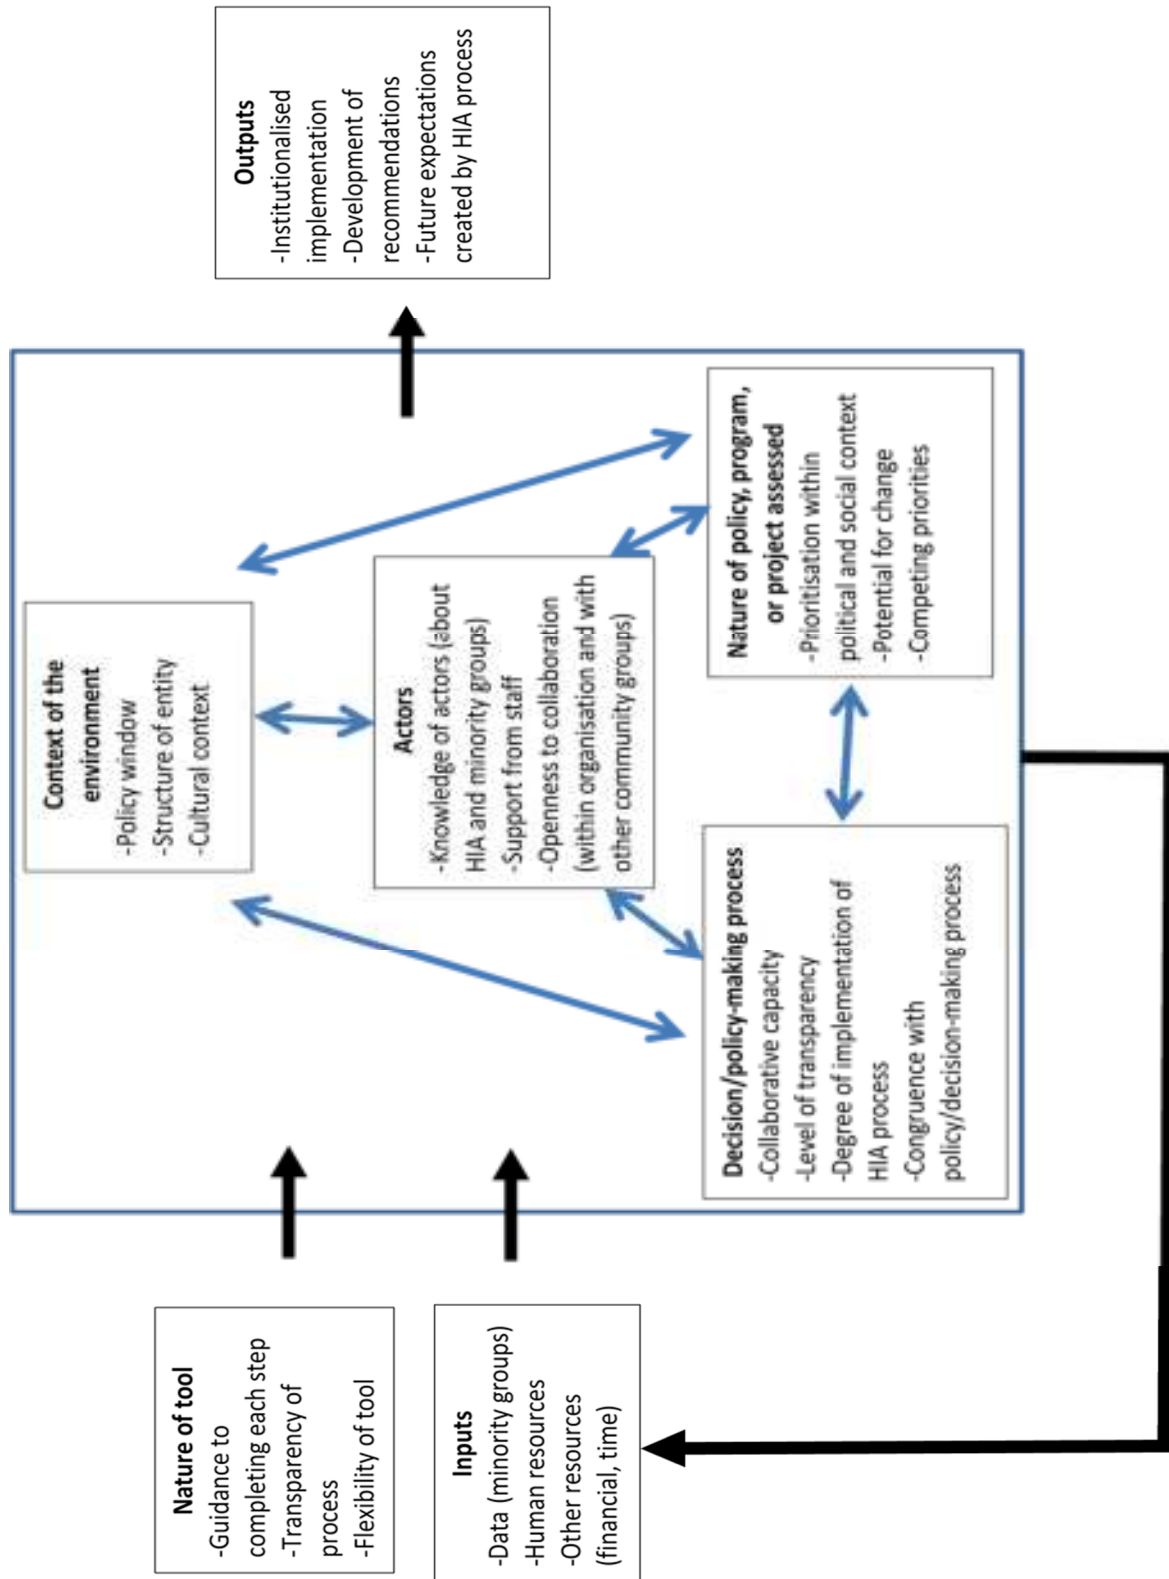 Nature of tool
-Guidance to
completing each step
-Transparency of
process
-Flexibility of tool
Inputs
-Data (minority groups)
-Human resources
-Other resources
(financial, time)
Context of the
environment
-Policy window
-Structure of entity
-Cultural context
Actors
-Knowledge of actors (about
HIA and minority groups)
-Support from staff
-Openness to collaboration
(within organisation and with
other community groups)
Decision/policy-making process
-Collaborative capacity
-Level of transparency
-Degree of implementation of
HIA process
-Congruence with
policy/decision-making process
Nature of policy, program,
or project assessed
-Prioritisation within
political and social context
-Potential for change
-Competing priorities
Outputs
-Institutionalised
implementation
-Development of
recommendations
-Future expectations
created by HIA process